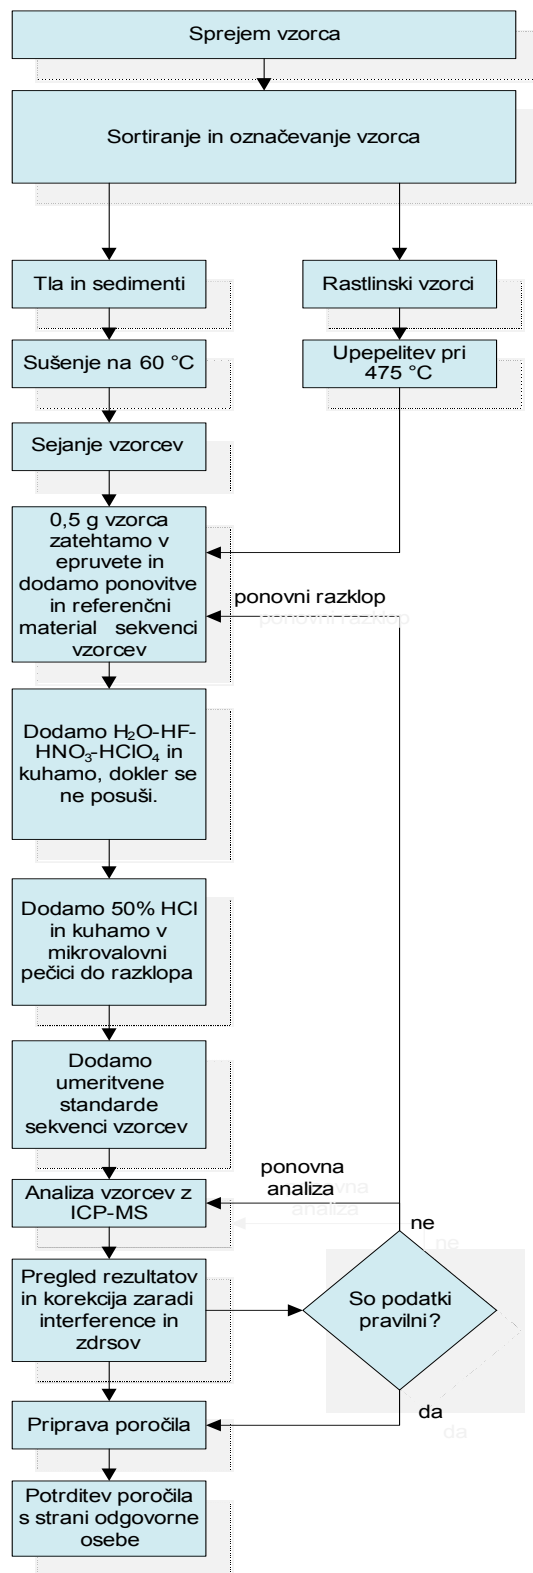 Sprejem vzorca
Sortiranje in označevanje vzorca
Tla in sedimenti
Rastlinski vzorci
Sušenje na 60 °C
Upepelitev pri
475 °C
Sejanje vzorcev
0,5 g vzorca
zatehtamo v
epruvete in
dodamo ponovitve
in referenčni
material sekvenci
vzorcev
ponovni razklop
Dodamo H₂O-HF-
HNO₃-HClO₄ in
kuhamo, dokler se
ne posuši.
Dodamo 50% HCl
in kuhamo v
mikrovalovni
pečici do razklopa
Dodamo
umeritvene
standarde
sekvenci vzorcev
ponovna
analiza
Analiza vzorcev z
ICP-MS
ne
Pregled rezultatov
in korekcija zaradi
interference in
zdrsov
So podatki
pravilni?
da
Priprava poročila
Potrditev poročila
s strani odgovorne
osebe